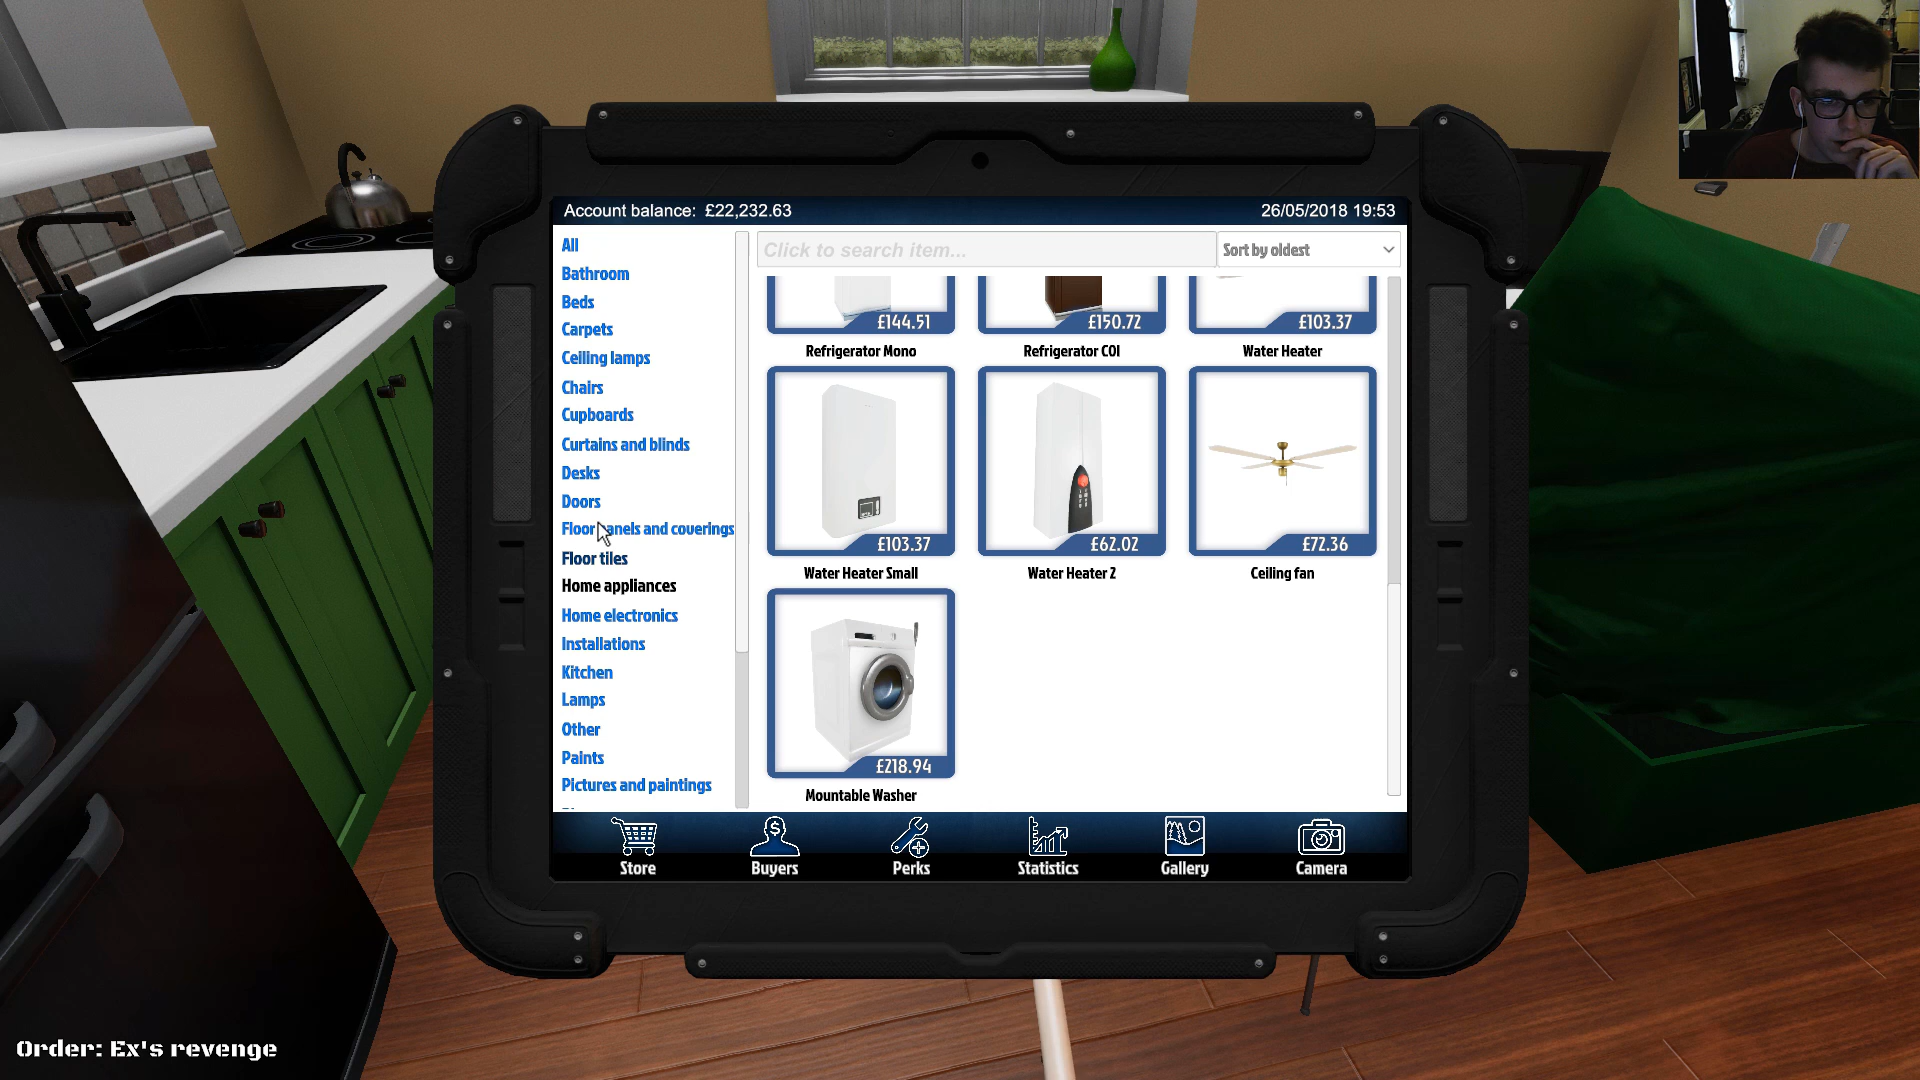 Account balance: £22,232.63
26/05/2018 19:53
All
Bathroom
Beds
Carpets
Ceiling lamps
Chairs
Cupboards
Curtains and blinds
Desks
Doors
Floor panels and coverings
Floor tiles
Home appliances
Home electronics
Installations
Kitchen
Lamps
Other
Paints
Pictures and paintings
Click to search item...
Sort by oldest
£144.51
£150.72
£103.37
Refrigerator Mono
Refrigerator COI
Water Heater
£103.37
£62.02
£72.36
Water Heater Small
Water Heater 2
Ceiling fan
£218.94
Mountable Washer
Store
Buyers
Perks
Statistics
Gallery
Camera
Order: Ex's revenge